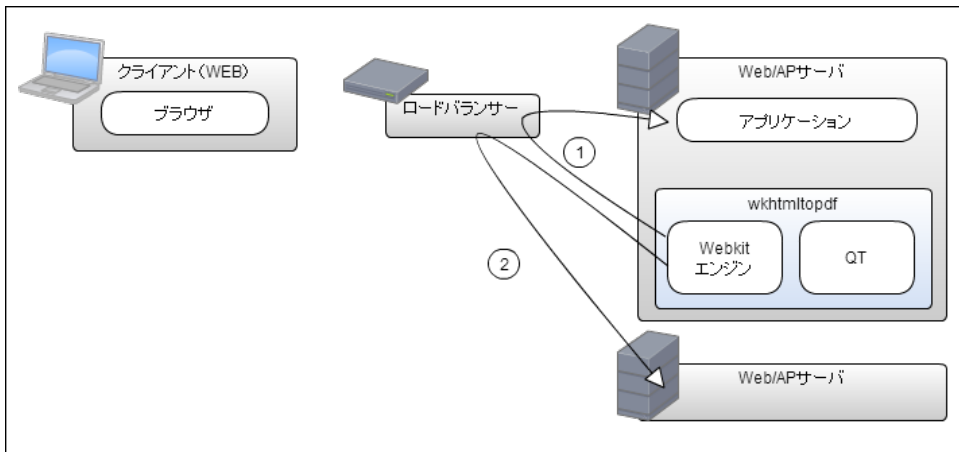 クライアント(WEB)
ブラウザ
ロードバランサー
Web/APサーバ
アプリケーション
1
wkhtmltopdf
Webkit
エンジン
QT
2
Web/APサーバ